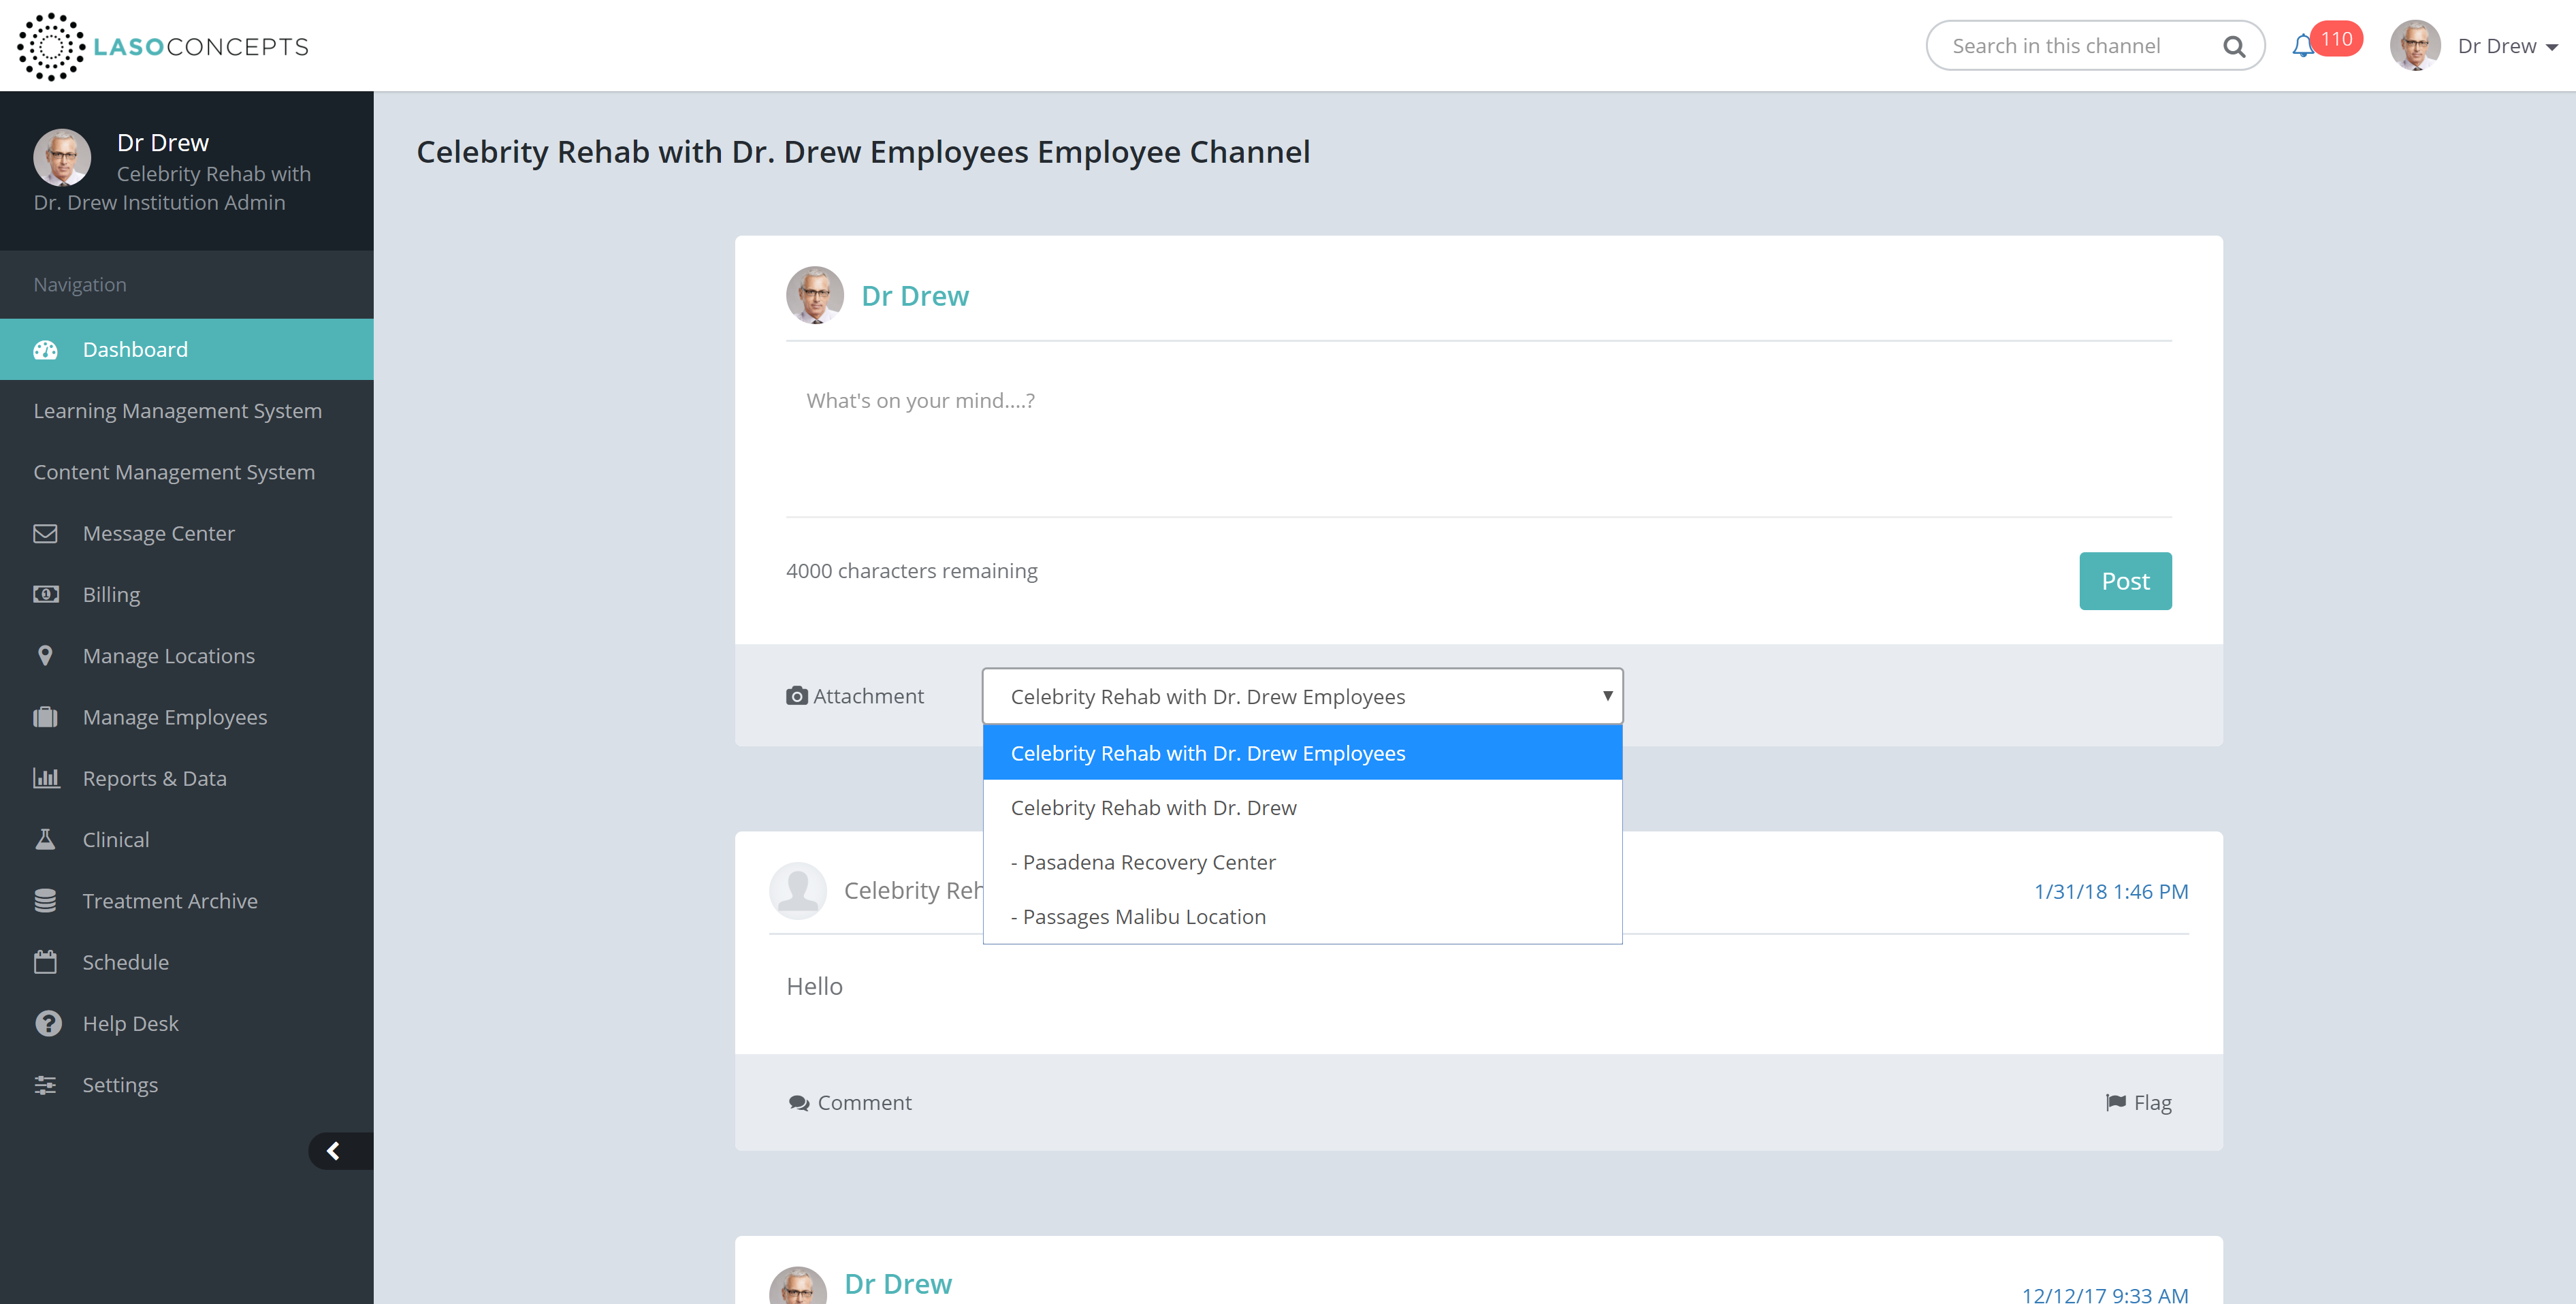 LASOCONCEPTS
Search in this channel
110
Dr Drew
Dr Drew
Celebrity Rehab with
Dr. Drew Institution Admin
Navigation
Dashboard
Learning Management System
Content Management System
Message Center
Billing
Manage Locations
Manage Employees
Reports & Data
Clinical
Treatment Archive
Schedule
Help Desk
Settings
Celebrity Rehab with Dr. Drew Employees Employee Channel
Dr Drew
What's on your mind....?
4000 characters remaining
Post
Attachment
Celebrity Rehab with Dr. Drew Employees
Celebrity Rehab with Dr. Drew Employees
Celebrity Rehab with Dr. Drew
- Pasadena Recovery Center
- Passages Malibu Location
Celebrity Reh
1/31/18 1:46 PM
Hello
Comment
Flag
Dr Drew
12/12/17 9:33 AM